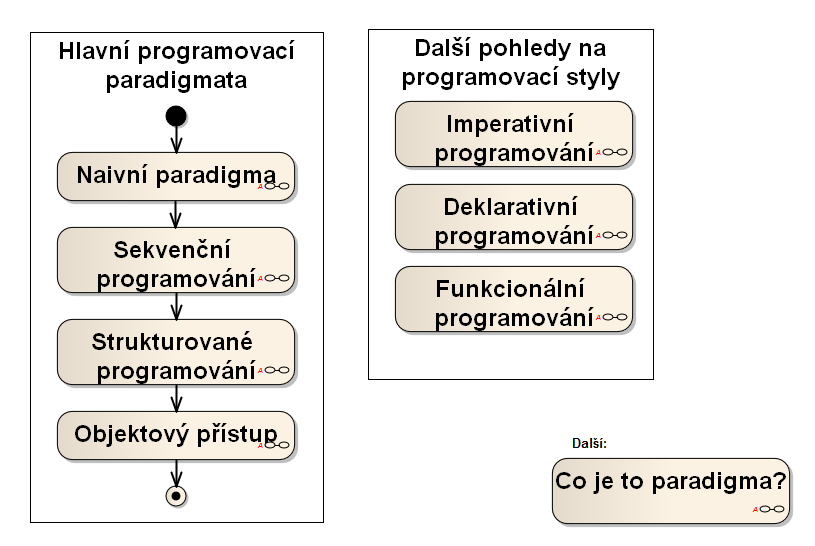 Hlavní programovací
paradigmata
Naivní paradigma
A
Sekvenční
programování
A
Strukturované
programování
A
Objektový přístup
A
Další pohledy na
programovací styly
Imperativní
programování
A
Deklarativní
programování
A
Funkcionální
programování
A
Další:
Co je to paradigma?
A